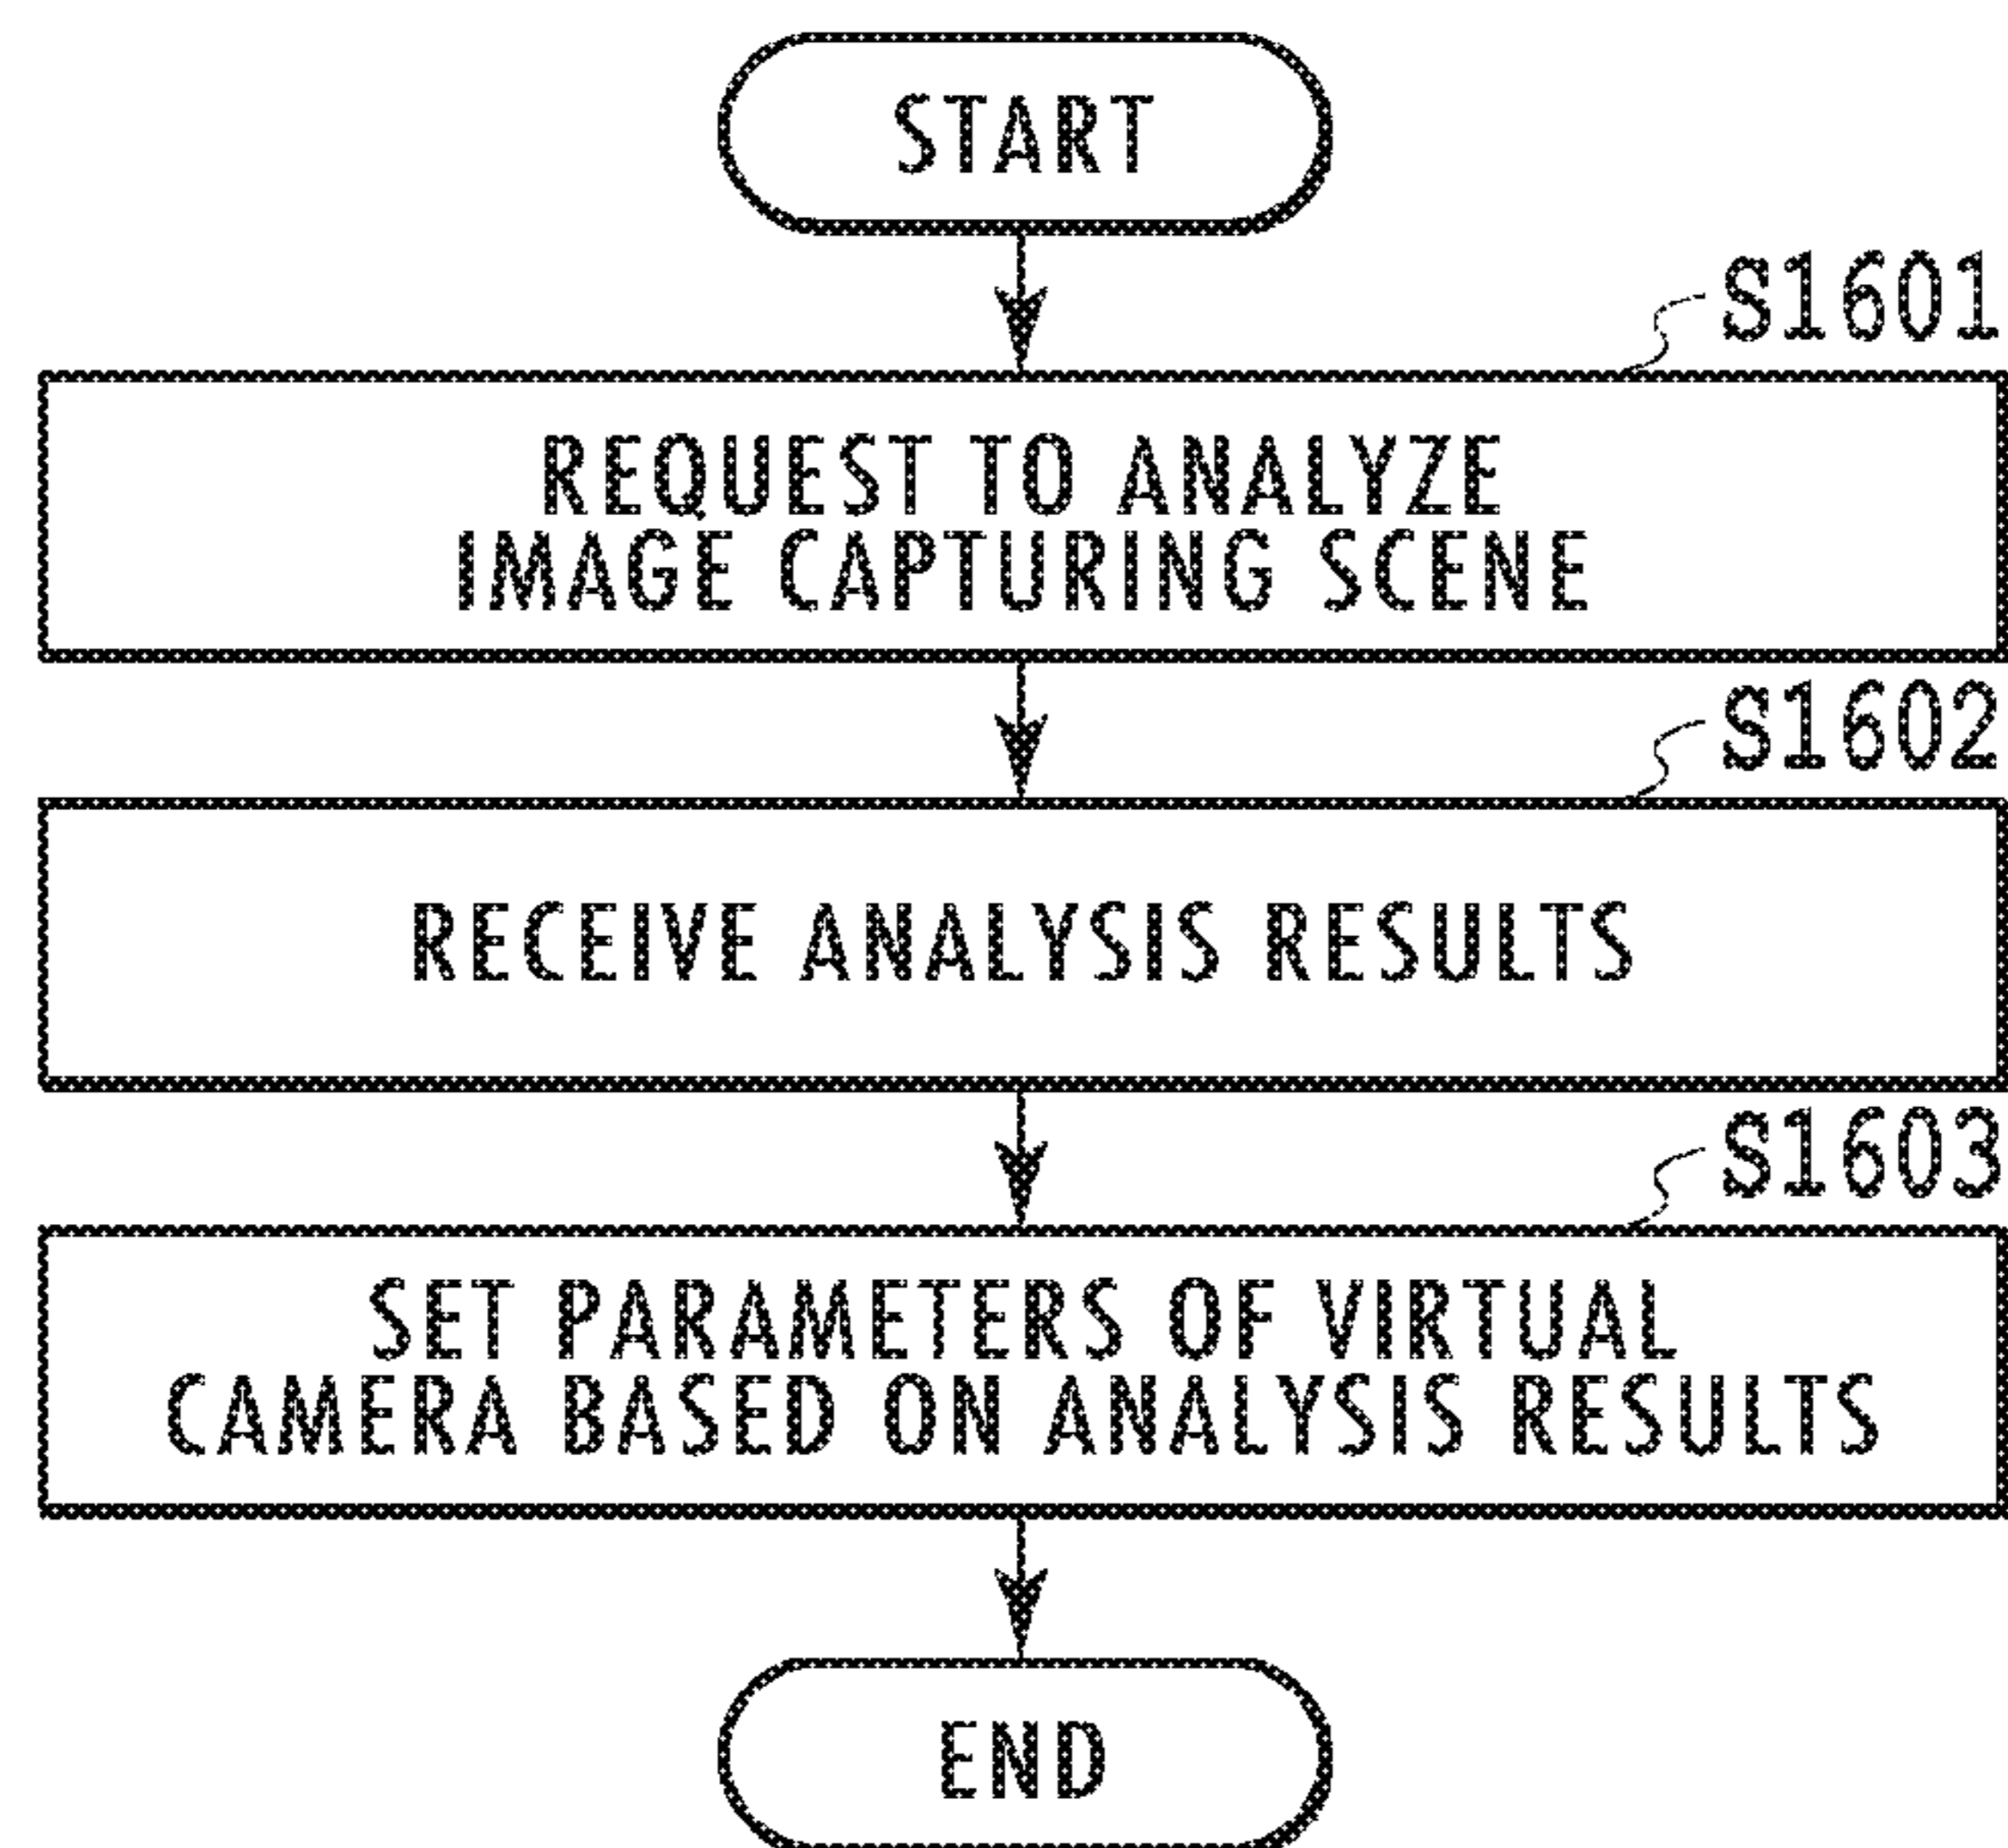 START
S1601
REQUEST TO ANALYZE
IMAGE CAPTURING SCENE
S1602
RECEIVE ANALYSIS RESULTS
S1603
SET PARAMETERS OF VIRTUAL
CAMERA BASED ON ANALYSIS RESULTS
END